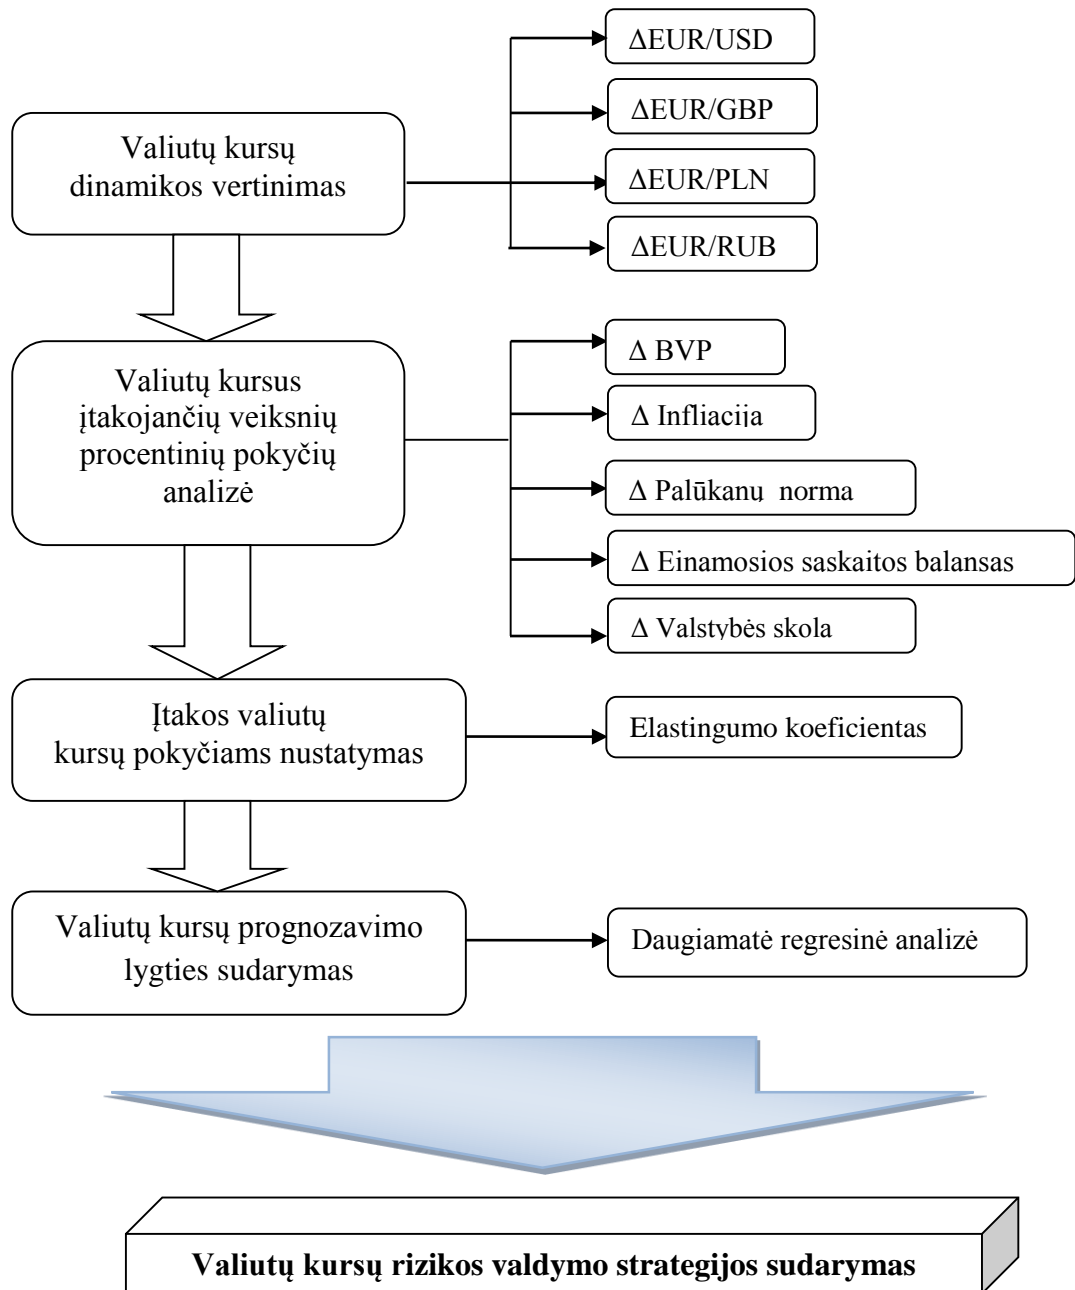 Valiutų kursų
dinamikos vertinimas
ΔEUR/USD
ΔEUR/GBP
ΔEUR/PLN
ΔEUR/RUB
Valiutų kursus
įtakojančių veiksnių
procentinių pokyčių
analizė
Δ BVP
Δ Infliacija
Δ Palūkanų norma
Δ Einamosios saskaitos balansas
Δ Valstybės skola
Įtakos valiutų
kursų pokyčiams nustatymas
Elastingumo koeficientas
Valiutų kursų prognozavimo
lygties sudarymas
Daugiamatė regresinė analizė
Valiutų kursų rizikos valdymo strategijos sudarymas